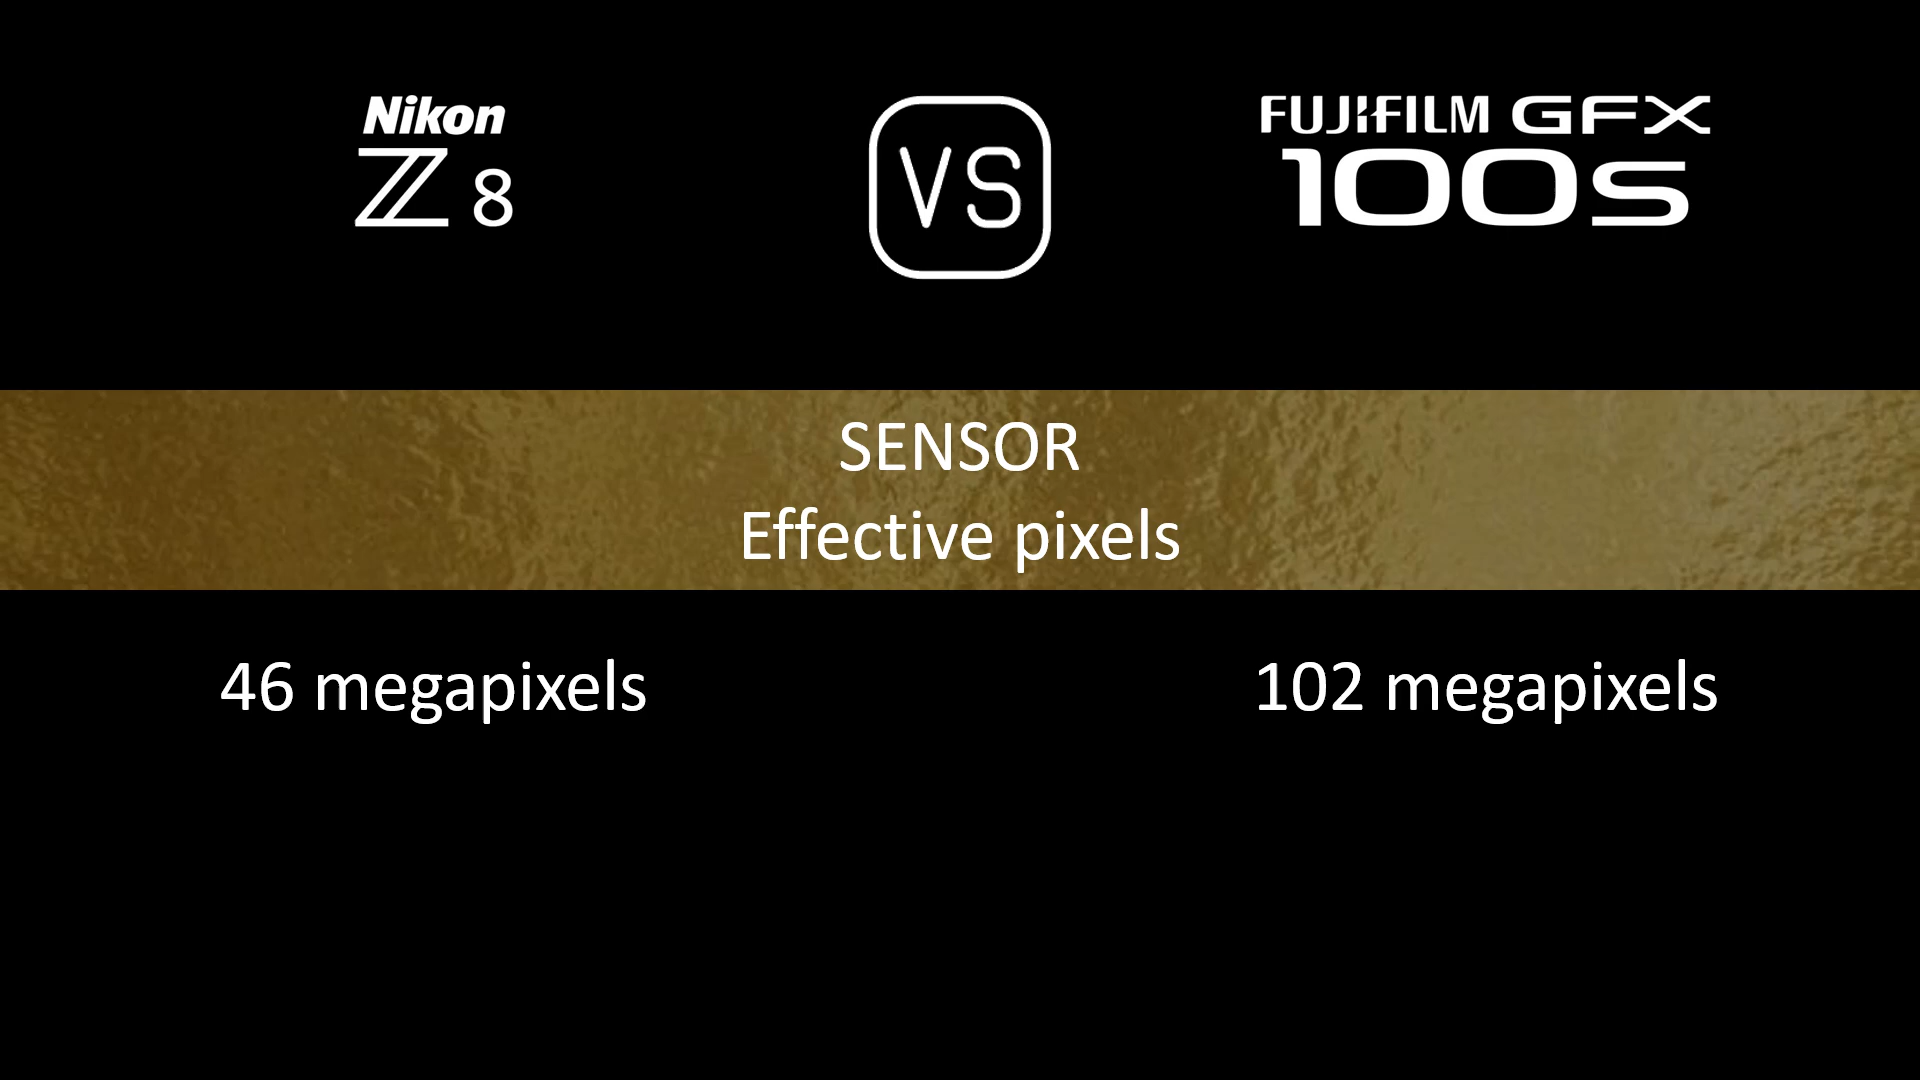 Nikon
Z 8
VS
FUJIFILM GFX
100S
SENSOR
Effective pixels
46 megapixels
102 megapixels